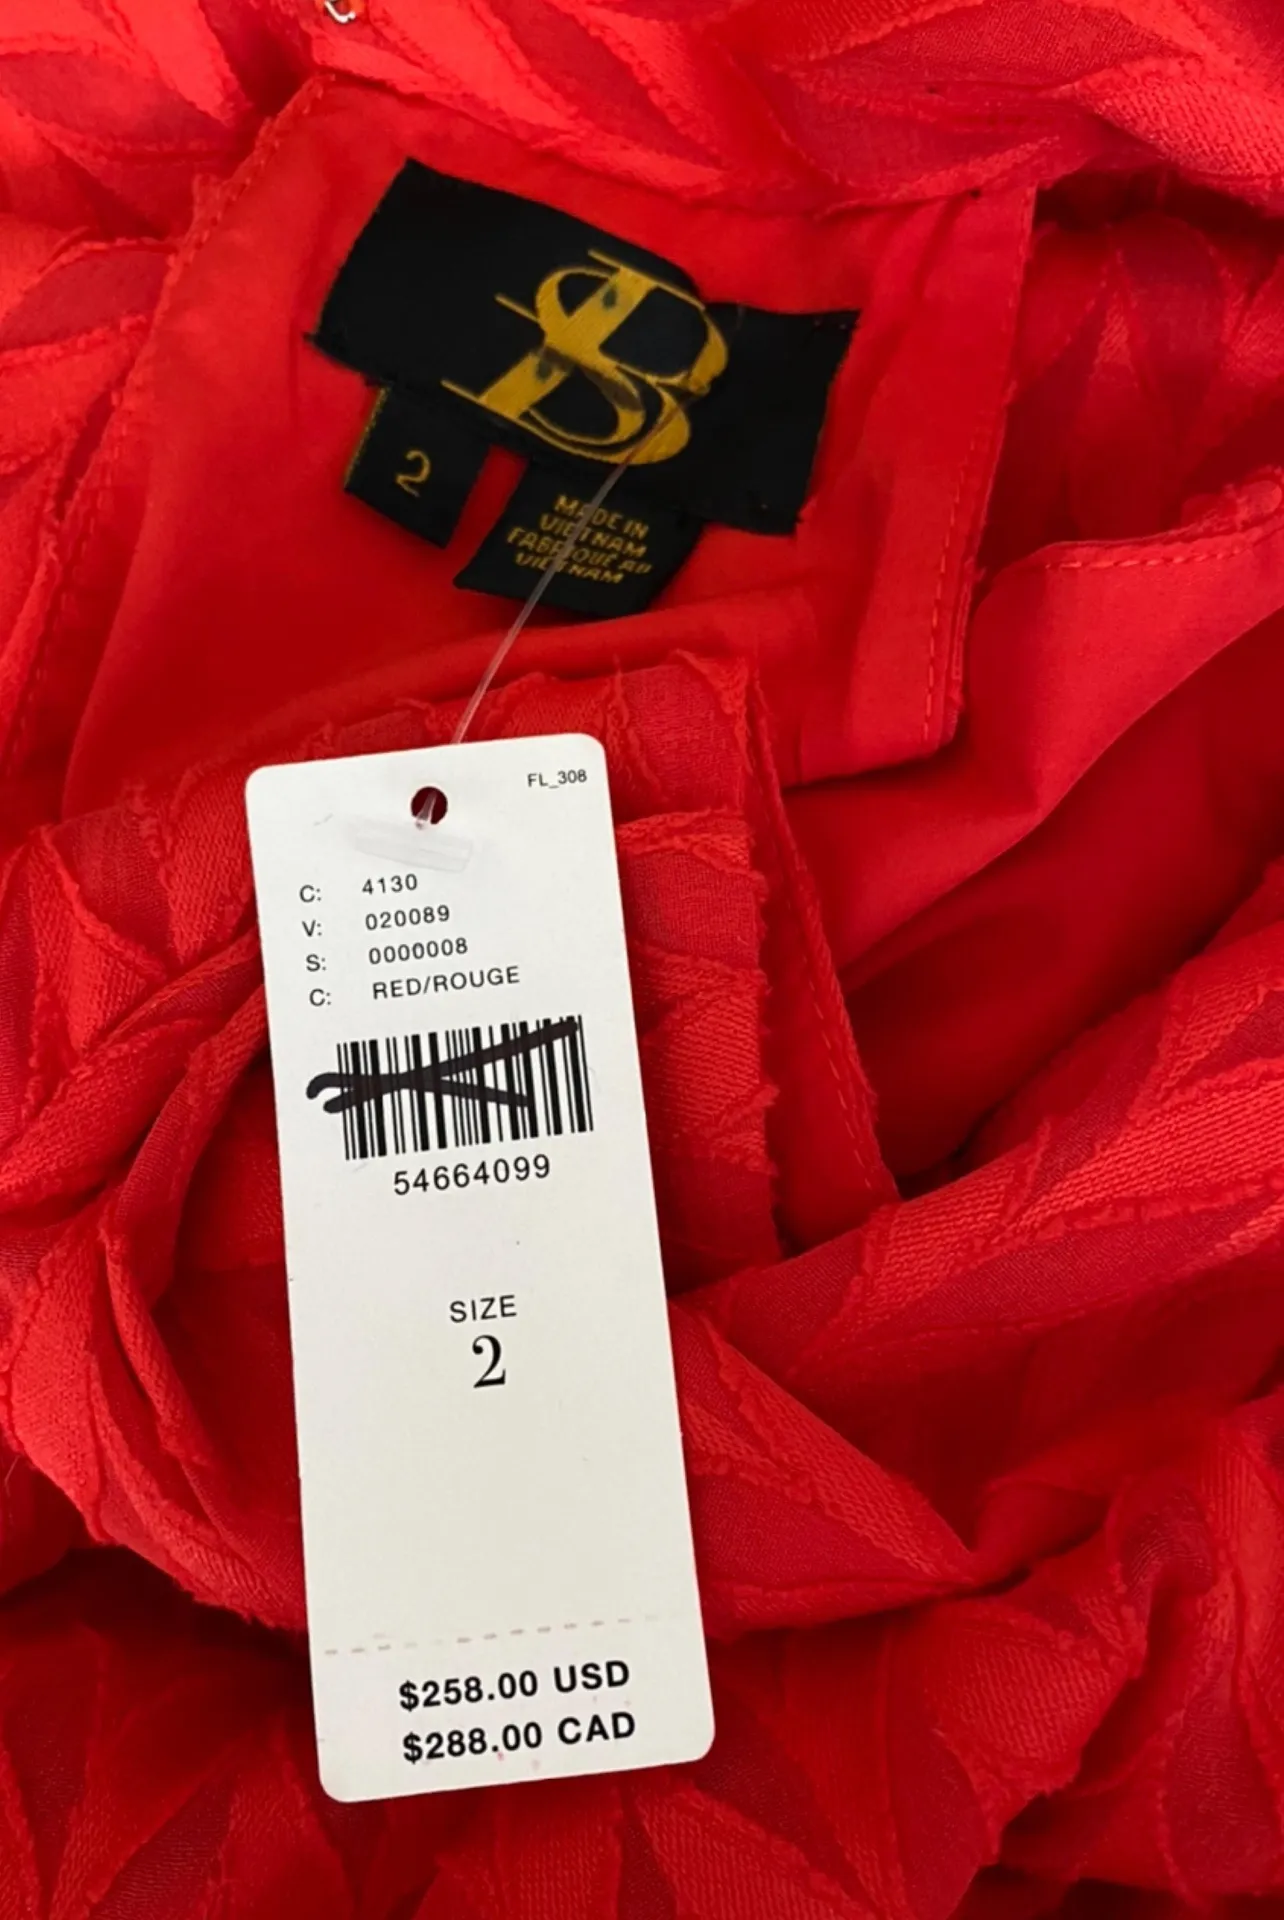 B
2
MADE IN
VIETNAM
FABRIQUE AU
VIETNAM
FL_308
C: 4130
V: 020089
S: 0000008
C: RED/ROUGE
54664099
SIZE
2
$258.00 USD
$288.00 CAD